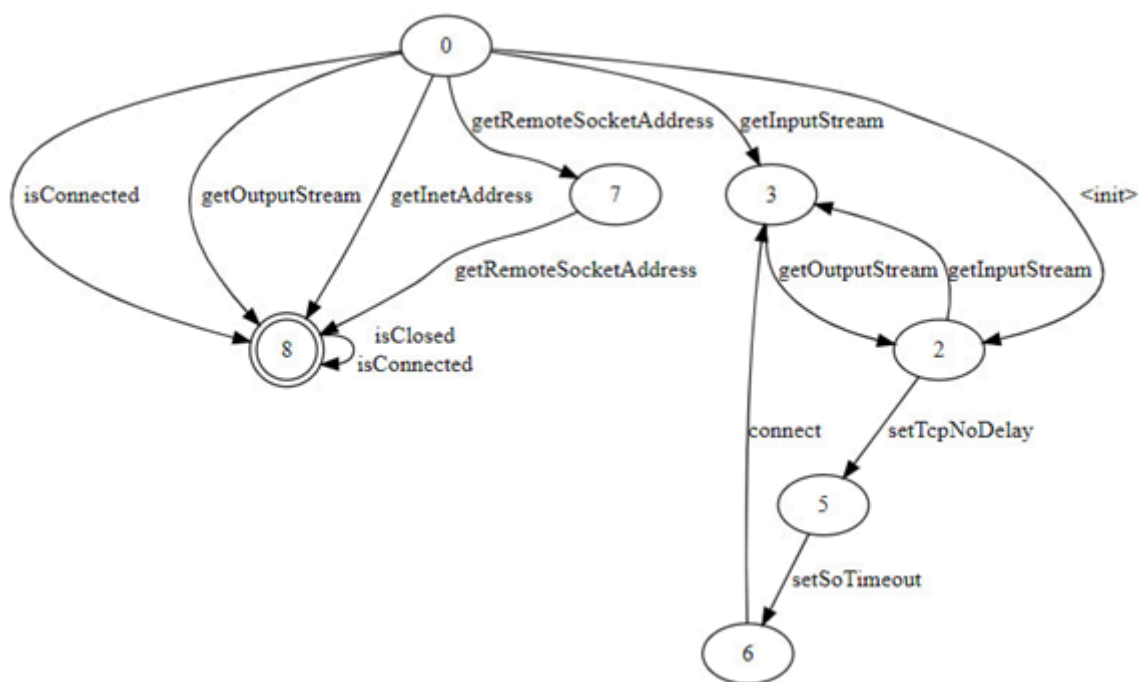 0
getRemoteSocketAddress
getInputStream
isConnected
getOutputStream
getInetAddress
7
3
<init>
getRemoteSocketAddress
getOutputStream
getInputStream
isClosed
isConnected
8
2
connect
setTcpNoDelay
5
setSoTimeout
6